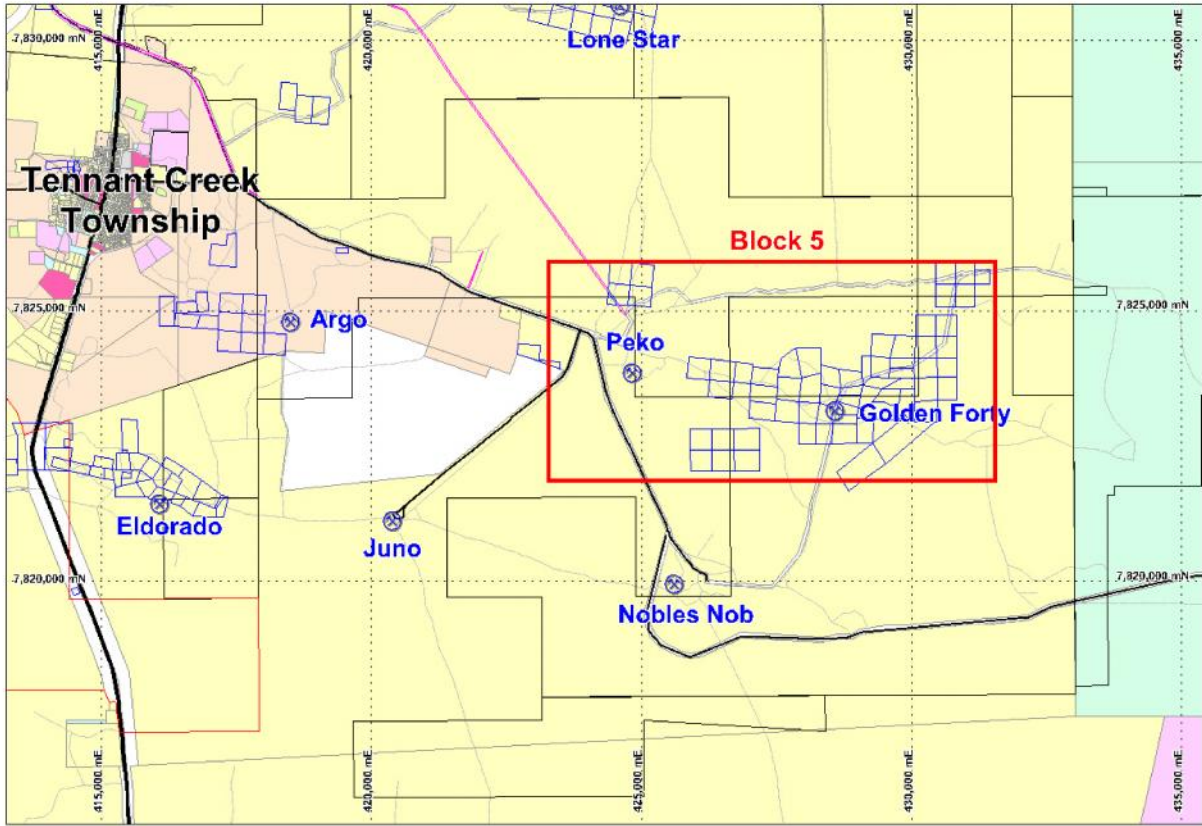 415,000 mE
420,000 mE
430,000 mE
435,000 mE
7,830,000 mN
7,830,000 mN
Lone Star
Tennant Creek
Township
Block 5
7,825,000 mN
7,825,000 mN
Argo
Peko
Golden Forty
Eldorado
Juno
7,820,000 mN
7,820,000 mN
Nobles Nob
415,000 mE
420,000 mE
425,000 mE
430,000 mE
435,000 mE